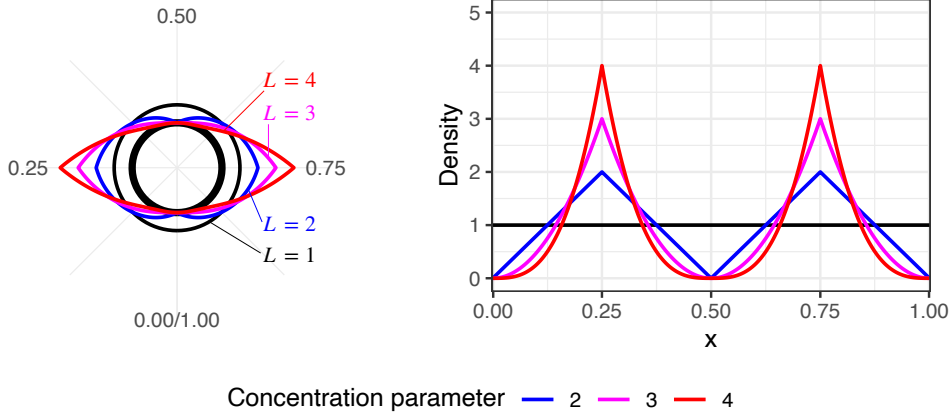 0.50
L = 4
L = 3
0.25
0.75
L = 2
L = 1
0.00/1.00
5
4
3
2
1
0
Density
0.00
0.25
0.50
0.75
1.00
x
Concentration parameter 2 3 4